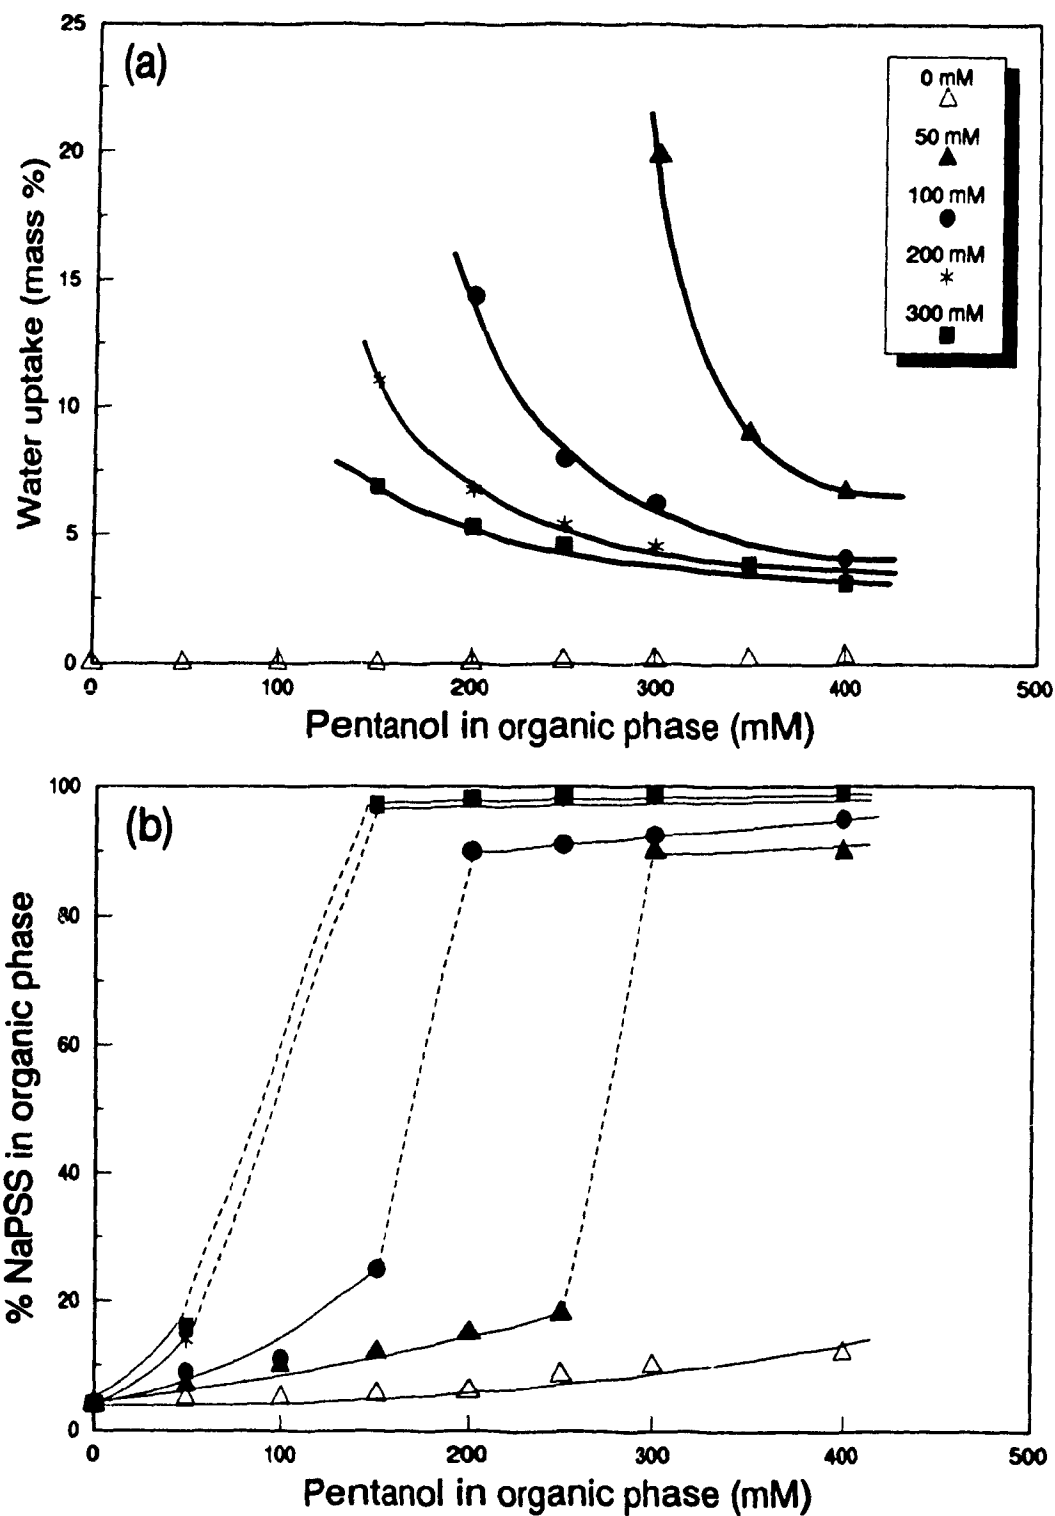 (a)
25
20
15
10
5
0
Water uptake (mass %)
0 mM
50 mM
100 mM
200 mM
300 mM
0 100 200 300 400 500
Pentanol in organic phase (mM)
(b)
100
80
60
40
20
0
% NaPSS in organic phase
0 100 200 300 400 500
Pentanol in organic phase (mM)